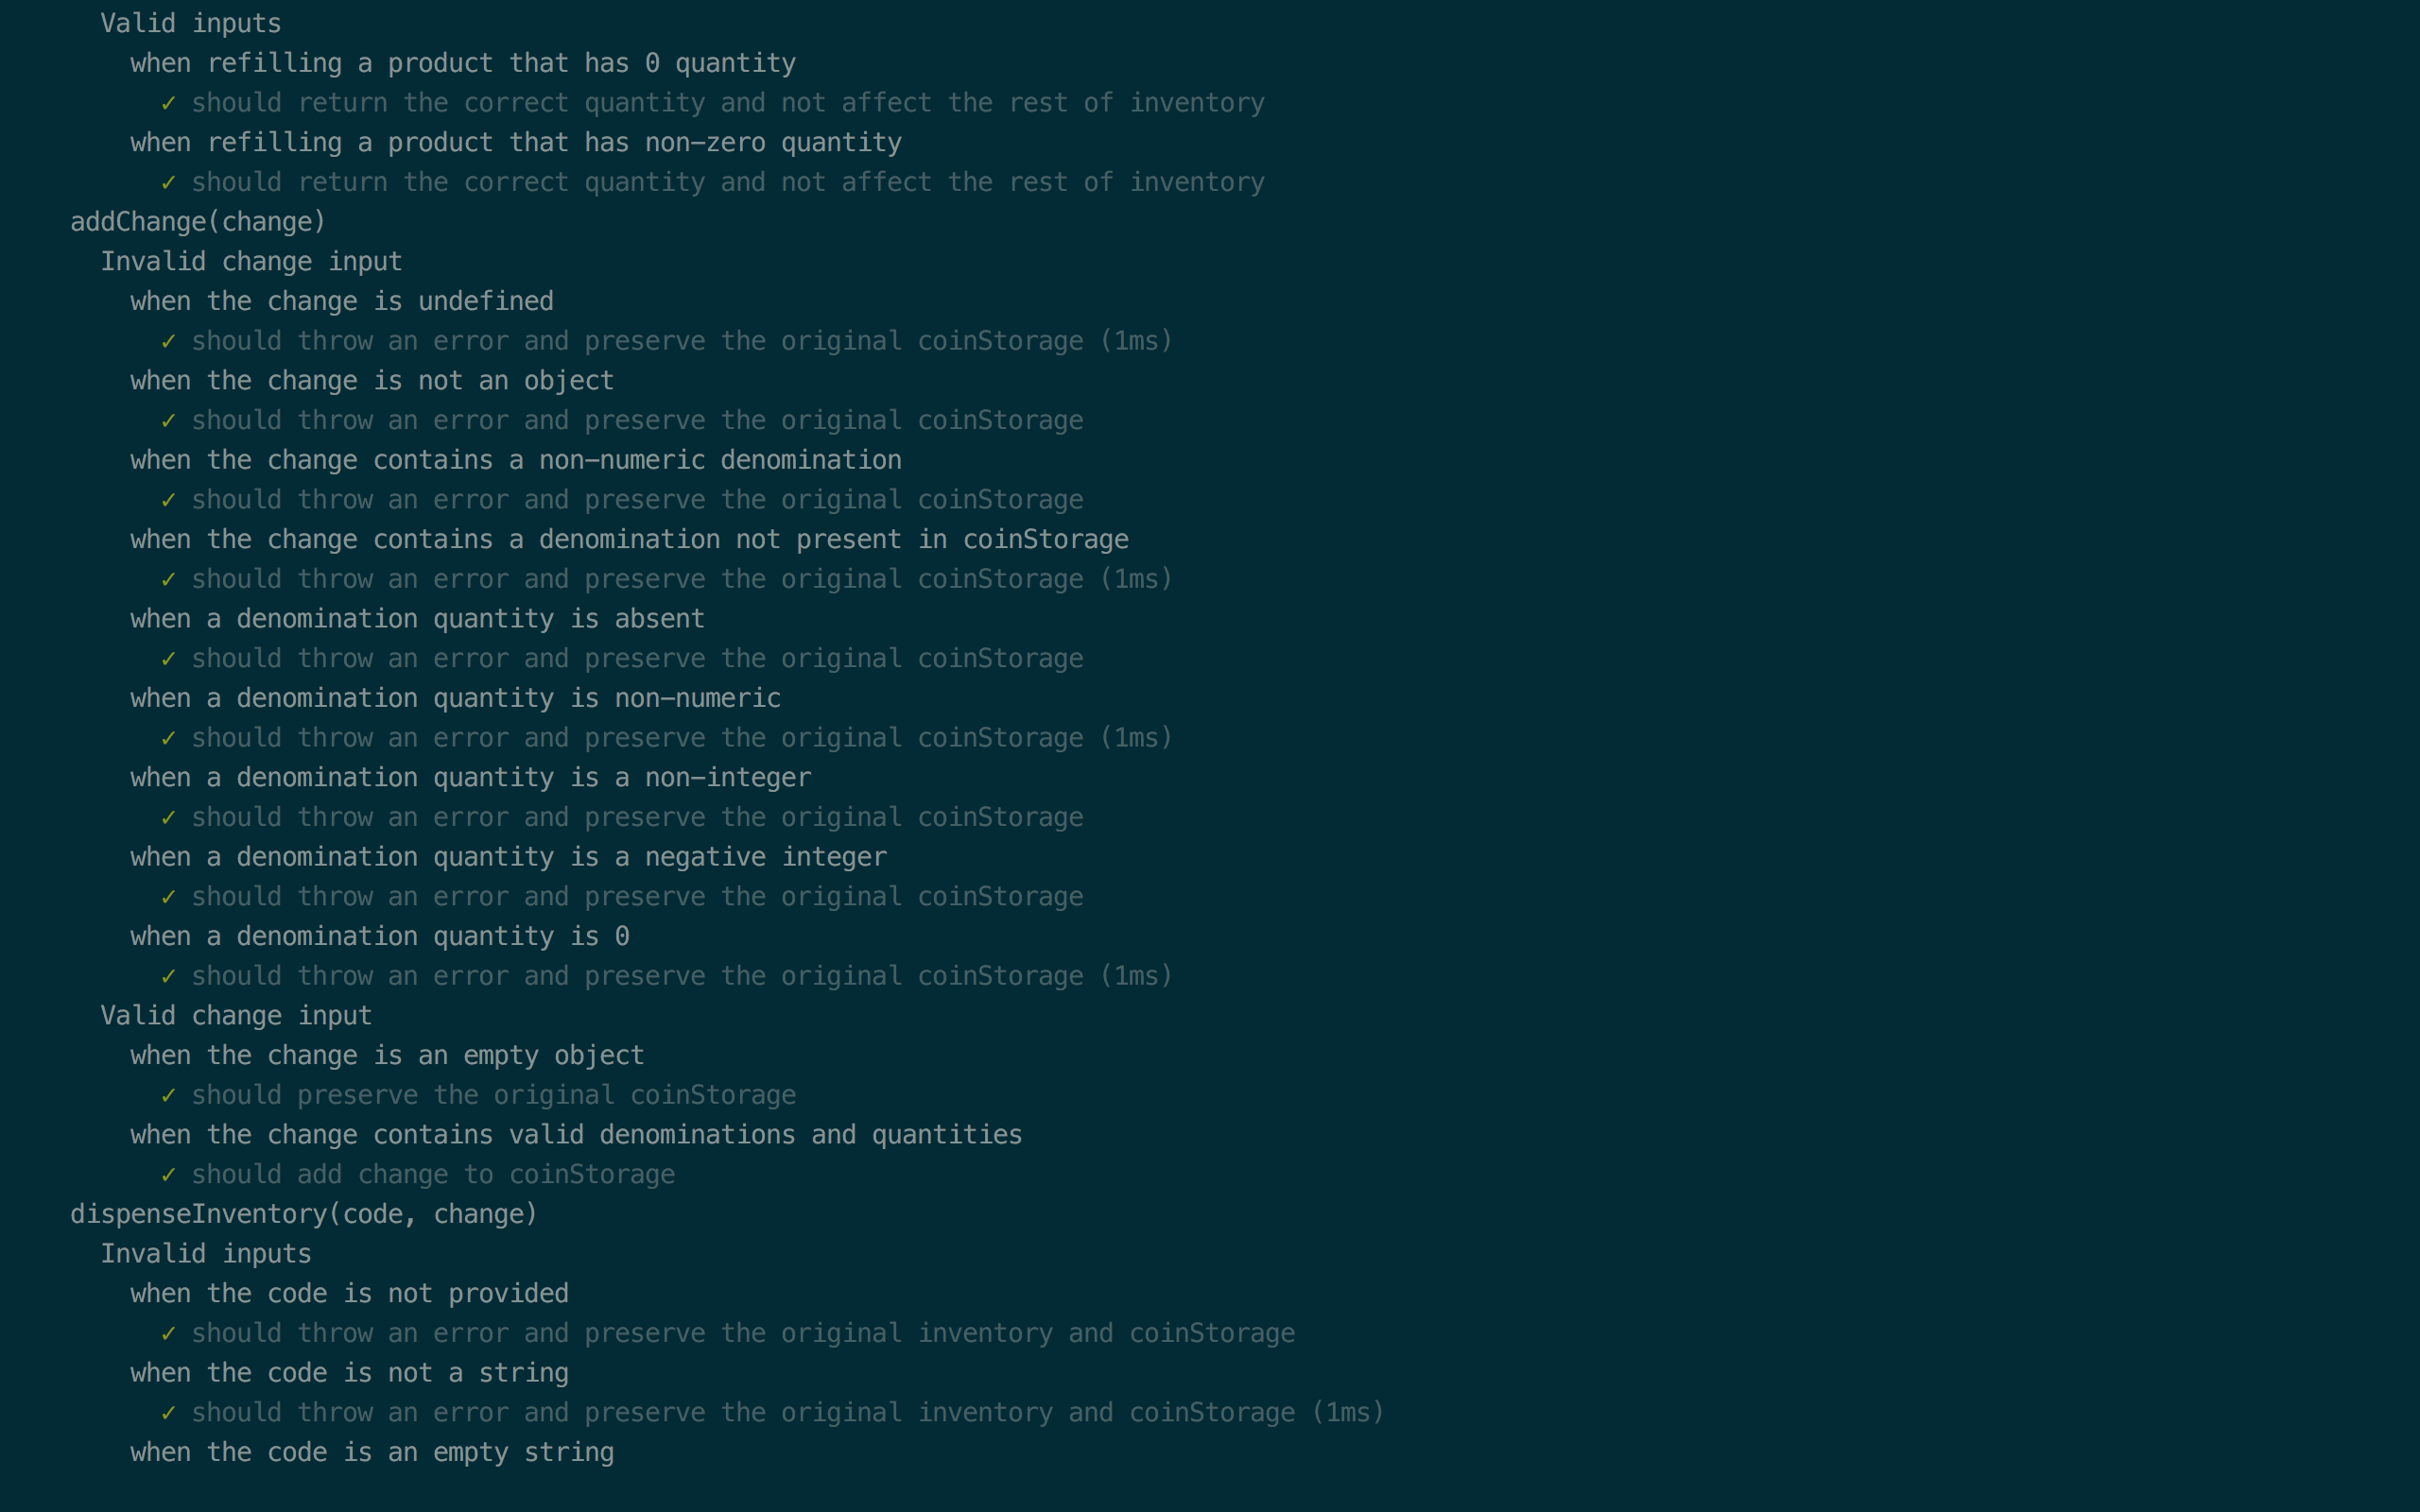 Valid inputs
when refilling a product that has 0 quantity
✓ should return the correct quantity and not affect the rest of inventory
when refilling a product that has non-zero quantity
✓ should return the correct quantity and not affect the rest of inventory
addChange(change)
Invalid change input
when the change is undefined
✓ should throw an error and preserve the original coinStorage (1ms)
when the change is not an object
✓ should throw an error and preserve the original coinStorage
when the change contains a non-numeric denomination
✓ should throw an error and preserve the original coinStorage
when the change contains a denomination not present in coinStorage
✓ should throw an error and preserve the original coinStorage (1ms)
when a denomination quantity is absent
✓ should throw an error and preserve the original coinStorage
when a denomination quantity is non-numeric
✓ should throw an error and preserve the original coinStorage (1ms)
when a denomination quantity is a non-integer
✓ should throw an error and preserve the original coinStorage
when a denomination quantity is a negative integer
✓ should throw an error and preserve the original coinStorage
when a denomination quantity is 0
✓ should throw an error and preserve the original coinStorage (1ms)
Valid change input
when the change is an empty object
✓ should preserve the original coinStorage
when the change contains valid denominations and quantities
✓ should add change to coinStorage
dispenseInventory(code, change)
Invalid inputs
when the code is not provided
✓ should throw an error and preserve the original inventory and coinStorage
when the code is not a string
✓ should throw an error and preserve the original inventory and coinStorage (1ms)
when the code is an empty string